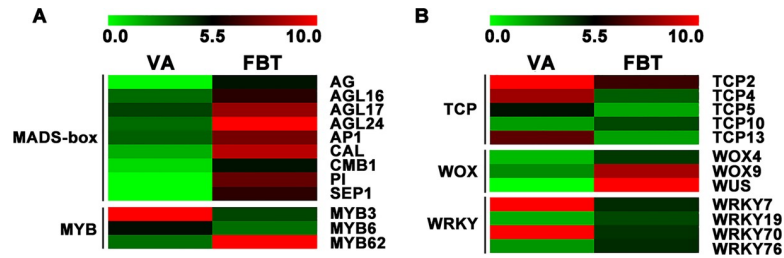 A
0.0 5.5 10.0
VA FBT
MADS-box
AG
AGL16
AGL17
AGL24
AP1
CAL
CMB1
PI
SEP1
MYB
MYB3
MYB6
MYB62
B
0.0 5.5 10.0
VA FBT
TCP
TCP2
TCP4
TCP5
TCP10
TCP13
WOX
WOX4
WOX9
WUS
WRKY
WRKY7
WRKY19
WRKY70
WRKY76